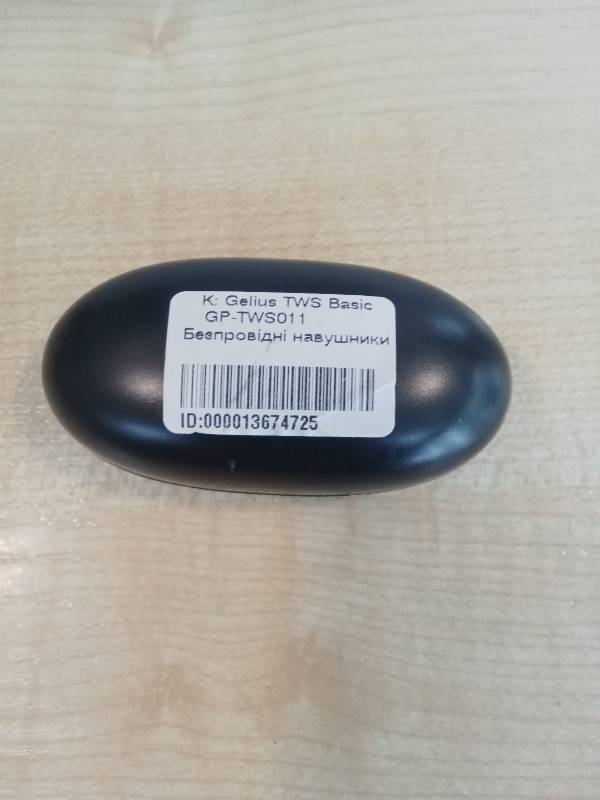 K: Gelius TWS Basic
GP-TWS011
Безпровідні навушники
ID:000013674725